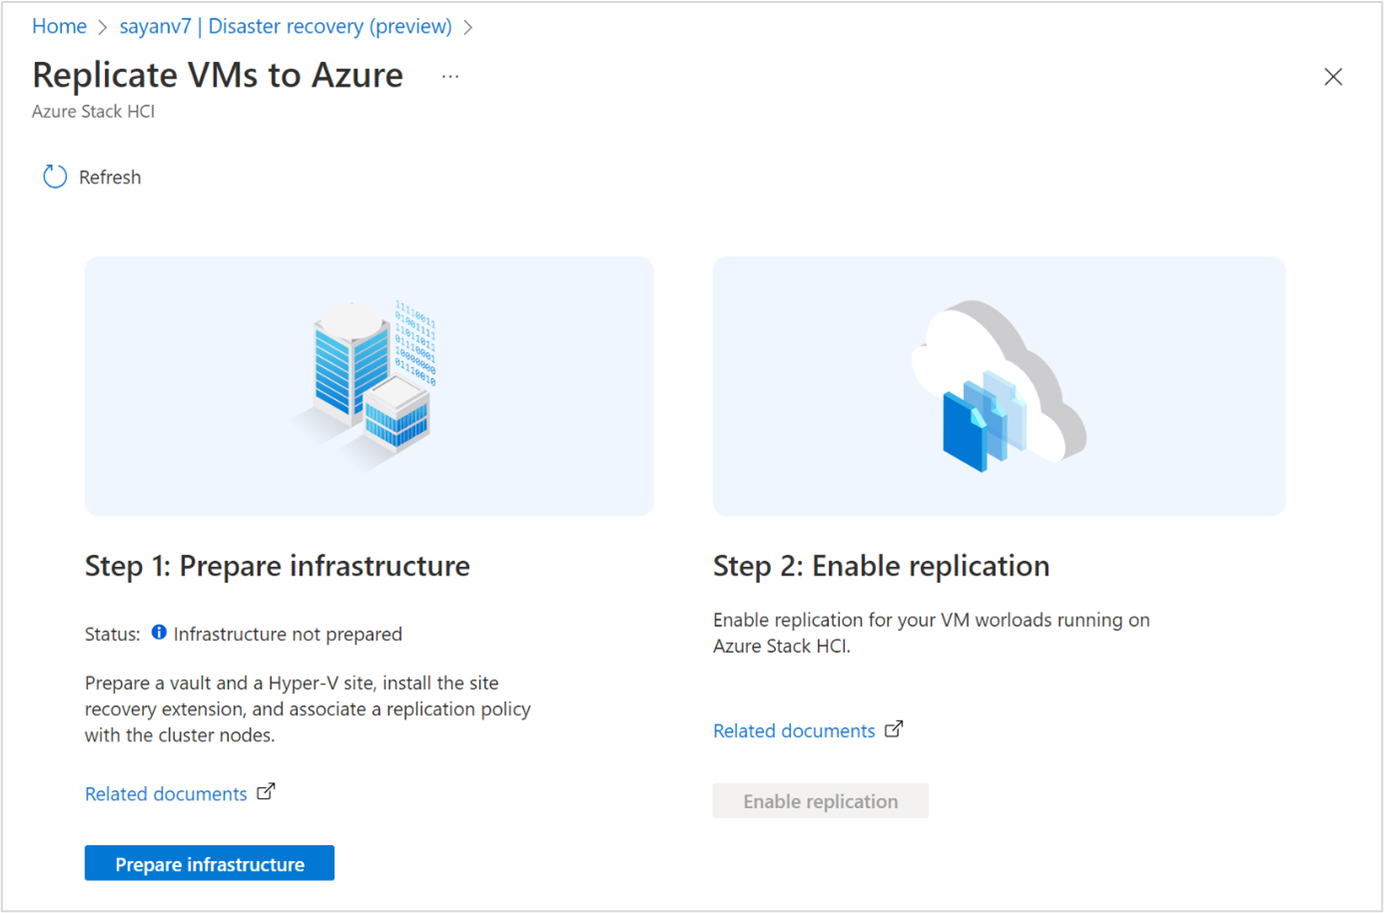 Home > sayanv7 | Disaster recovery (preview) >
Replicate VMs to Azure ...
Azure Stack HCI
Refresh
11110011
01001111
11011011
01110001
10000000
01110010
Step 1: Prepare infrastructure
Status: Infrastructure not prepared
Prepare a vault and a Hyper-V site, install the site
recovery extension, and associate a replication policy
with the cluster nodes.
Related documents
Prepare infrastructure
Step 2: Enable replication
Enable replication for your VM worloads running on
Azure Stack HCI.
Related documents
Enable replication